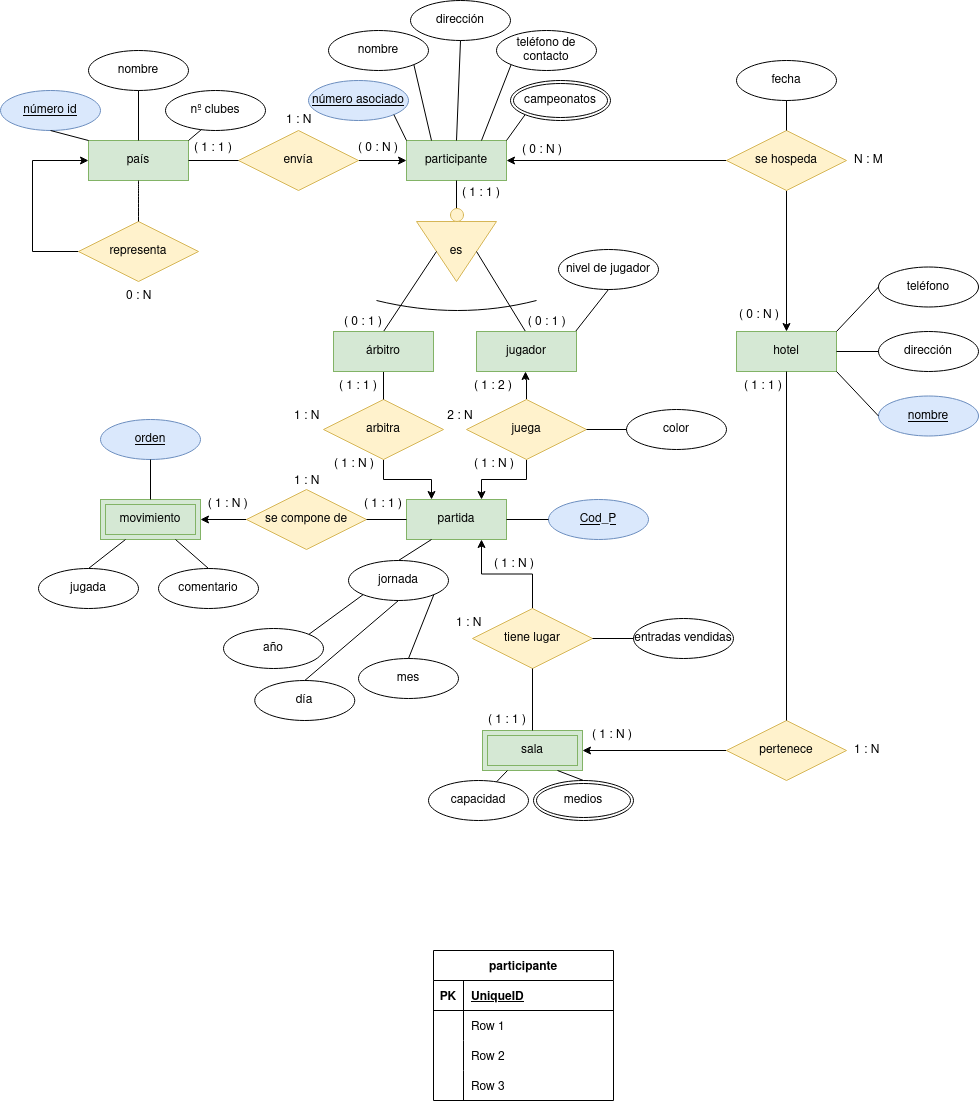 dirección
nombre
teléfono de
contacto
nombre
fecha
número id
nº clubes
número asociado
campeonatos
1 : N
( 1 : 1 )
( 0 : N )
( 0 : N )
país
envía
participante
se hospeda
N : M
( 1 : 1 )
representa
es
nivel de jugador
teléfono
0 : N
( 0 : 1 )
( 0 : 1 )
( 0 : N )
árbitro
jugador
hotel
dirección
( 1 : 1 )
( 1 : 2 )
( 1 : 1 )
1 : N
2 : N
nombre
arbitra
juega
color
orden
( 1 : N )
( 1 : N )
1 : N
( 1 : N )
( 1 : 1 )
movimiento
se compone de
partida
Cod_P
( 1 : N )
jugada
comentario
jornada
1 : N
tiene lugar
entradas vendidas
año
mes
día
( 1 : 1 )
( 1 : N )
sala
pertenece
1 : N
capacidad
medios
participante
PK UniqueID
Row 1
Row 2
Row 3